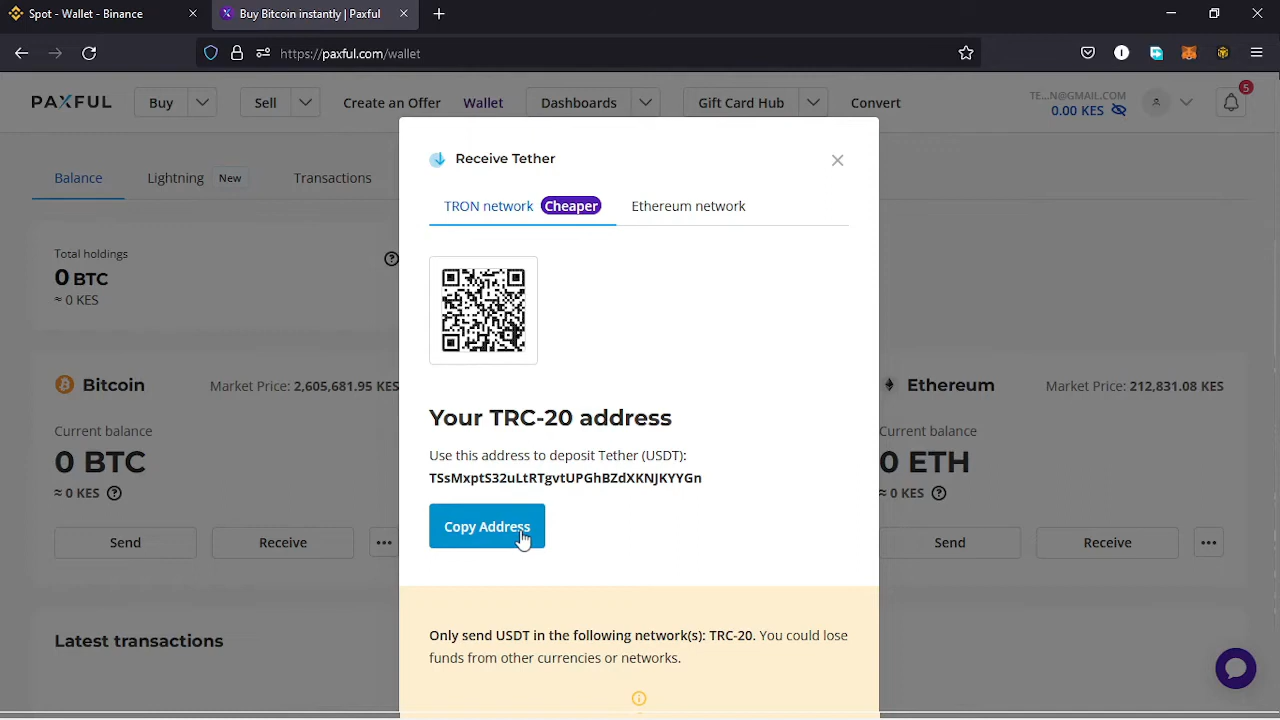 Spot - Wallet - Binance
Buy Bitcoin instantly | Paxful
https://paxful.com/wallet
PAXFUL
Buy
Sell
Create an Offer
Wallet
Dashboards
Gift Card Hub
Convert
TE...N@GMAIL.COM
0.00 KES
5
Balance
Lightning New
Transactions
Total holdings
0 BTC
≈ 0 KES
Bitcoin
Market Price: 2,605,681.95 KES
Current balance
0 BTC
≈ 0 KES
Send
Receive
Latest transactions
Receive Tether
TRON network Cheaper
Ethereum network
Your TRC-20 address
Use this address to deposit Tether (USDT):
TSsMxptS32uLtRTgvtUPGhBZdXKNJKYYGn
Copy Address
Only send USDT in the following network(s): TRC-20. You could lose
funds from other currencies or networks.
Ethereum
Market Price: 212,831.08 KES
Current balance
0 ETH
≈ 0 KES
Send
Receive